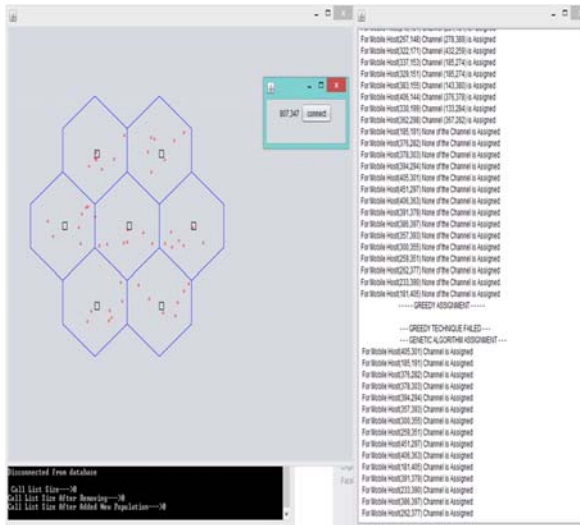 807,347 connect
For Mobile Host(267,148) Channel (278,388) is Assigned
For Mobile Host(322,171) Channel (432,259) is Assigned
For Mobile Host(337,153) Channel (185,274) is Assigned
For Mobile Host(328,151) Channel (185,274) is Assigned
For Mobile Host(383,155) Channel (143,380) is Assigned
For Mobile Host(406,144) Channel (376,378) is Assigned
For Mobile Host(338,199) Channel (133,284) is Assigned
For Mobile Host(362,298) Channel (357,282) is Assigned
For Mobile Host(185,191) None of the Channel is Assigned
For Mobile Host(376,282) None of the Channel is Assigned
For Mobile Host(378,303) None of the Channel is Assigned
For Mobile Host(394,294) None of the Channel is Assigned
For Mobile Host(405,301) None of the Channel is Assigned
For Mobile Host(451,297) None of the Channel is Assigned
For Mobile Host(406,363) None of the Channel is Assigned
For Mobile Host(391,379) None of the Channel is Assigned
For Mobile Host(386,397) None of the Channel is Assigned
For Mobile Host(357,393) None of the Channel is Assigned
For Mobile Host(300,355) None of the Channel is Assigned
For Mobile Host(259,351) None of the Channel is Assigned
For Mobile Host(262,377) None of the Channel is Assigned
For Mobile Host(233,390) None of the Channel is Assigned
For Mobile Host(181,405) None of the Channel is Assigned
-----GREEDY ASSIGNMENT-----
---GREEDY TECHNIQUE FAILED---
---GENETIC ALGORITHM ASSIGNMENT---
For Mobile Host(405,301) Channel is Assigned
For Mobile Host(185,191) Channel is Assigned
For Mobile Host(376,282) Channel is Assigned
For Mobile Host(378,303) Channel is Assigned
For Mobile Host(394,294) Channel is Assigned
For Mobile Host(357,393) Channel is Assigned
For Mobile Host(300,355) Channel is Assigned
For Mobile Host(259,351) Channel is Assigned
For Mobile Host(451,297) Channel is Assigned
For Mobile Host(406,363) Channel is Assigned
For Mobile Host(181,405) Channel is Assigned
For Mobile Host(391,379) Channel is Assigned
For Mobile Host(233,390) Channel is Assigned
For Mobile Host(386,397) Channel is Assigned
For Mobile Host(262,377) Channel is Assigned
Disconnected from database
Call List Size--->0
Call List Size After Removing--->0
Call List Size After Added New Population--->0